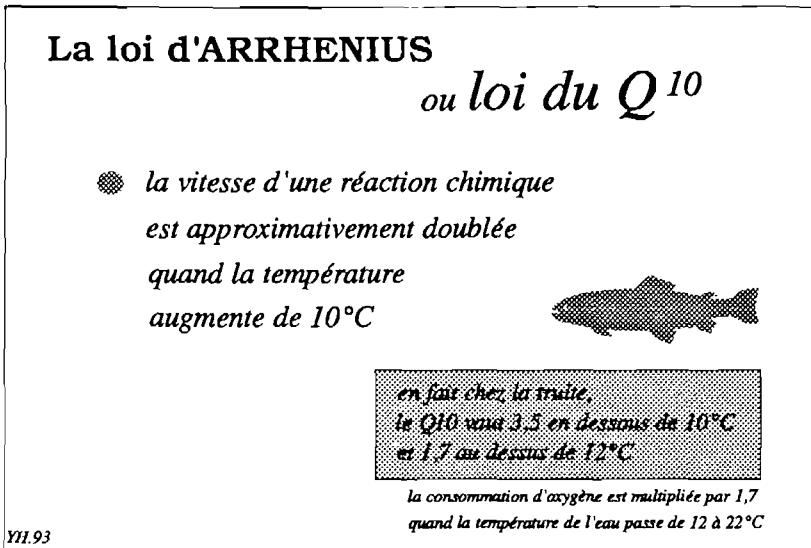 La loi d'ARRHENIUS
ou loi du Q 10
la vitesse d'une réaction chimique
est approximativement doublée
quand la température
augmente de 10°C
en fait chez la truite,
le Q10 vaut 3.5 en dessous de 10°C
et 1,7 au dessus de 12°C
la consommation d'oxygène est multipliée par 1,7
quand la température de l'eau passe de 12 à 22°C
YH.93